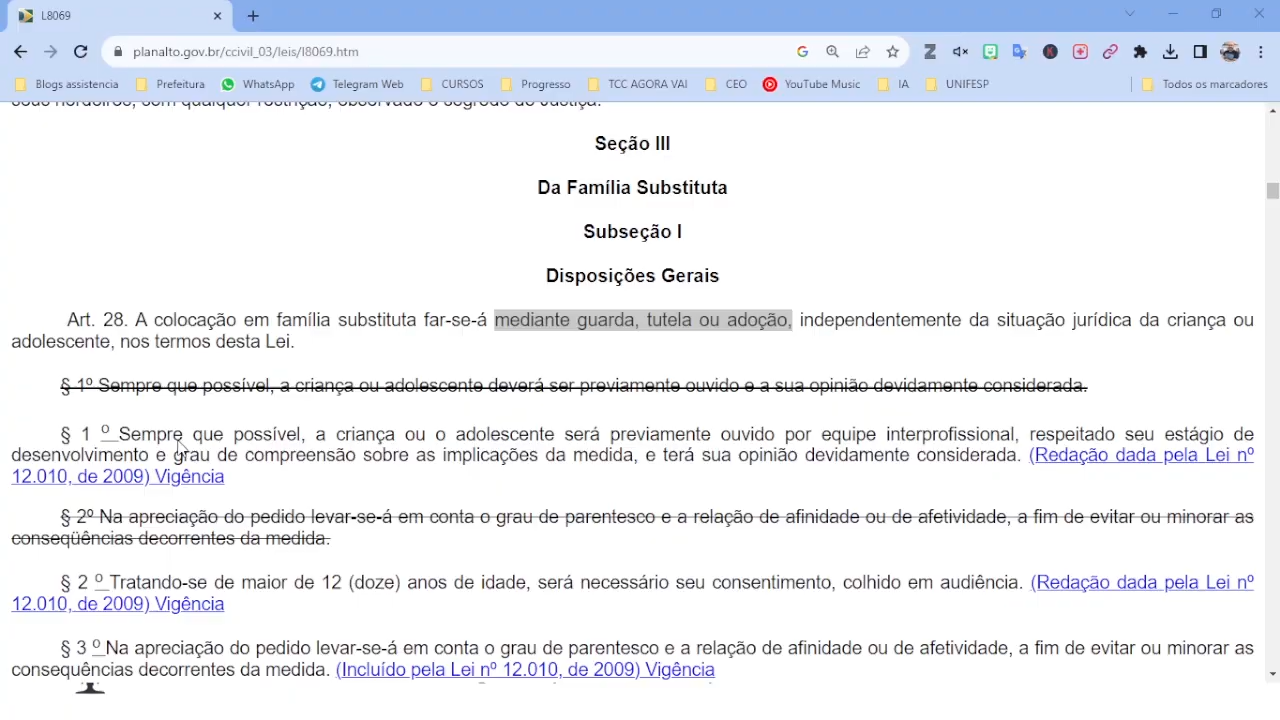 L8069
planalto.gov.br/ccivil_03/leis/l8069.htm
Blogs assistencia
Prefeitura
WhatsApp
Telegram Web
CURSOS
Progresso
TCC AGORA VAI
CEO
YouTube Music
IA
UNIFESP
Todos os marcadores
seus herdeiros, sem qualquer restrição, observado o segredo de Justiça.
Seção III
Da Família Substituta
Subseção I
Disposições Gerais
Art. 28. A colocação em família substituta far-se-á mediante guarda, tutela ou adoção, independentemente da situação jurídica da criança ou
adolescente, nos termos desta Lei.
§ 1º Sempre que possível, a criança ou adolescente deverá ser previamente ouvido e a sua opinião devidamente considerada.
§ 1 º Sempre que possível, a criança ou o adolescente será previamente ouvido por equipe interprofissional, respeitado seu estágio de
desenvolvimento e grau de compreensão sobre as implicações da medida, e terá sua opinião devidamente considerada. (Redação dada pela Lei nº
12.010, de 2009) Vigência
§ 2º Na apreciação do pedido levar-se-á em conta o grau de parentesco e a relação de afinidade ou de afetividade, a fim de evitar ou minorar as
conseqüências decorrentes da medida.
§ 2 º Tratando-se de maior de 12 (doze) anos de idade, será necessário seu consentimento, colhido em audiência. (Redação dada pela Lei nº
12.010, de 2009) Vigência
§ 3 º Na apreciação do pedido levar-se-á em conta o grau de parentesco e a relação de afinidade ou de afetividade, a fim de evitar ou minorar as
consequências decorrentes da medida. (Incluído pela Lei nº 12.010, de 2009) Vigência